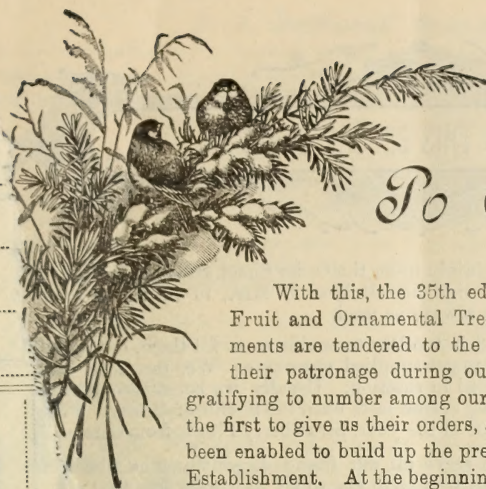 To
With this, the 35th ed
Fruit and Ornamental Tre
ments are tendered to the
their patronage during ou
gratifying to number among our
the first to give us their orders,
been enabled to build up the pre
Establishment. At the beginnin